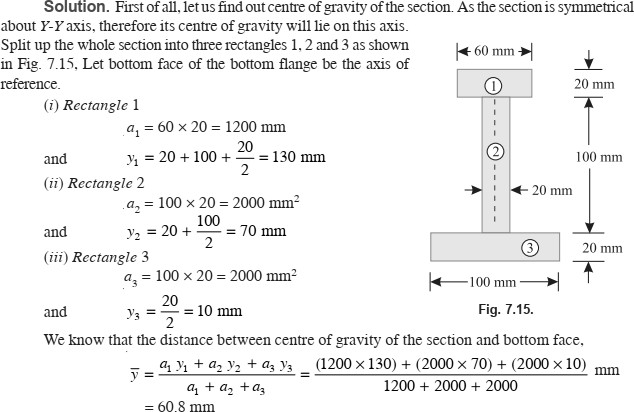 Solution. First of all, let us find out centre of gravity of the section. As the section is symmetrical
about Y-Y axis, therefore its centre of gravity will lie on this axis.
Split up the whole section into three rectangles 1, 2 and 3 as shown
in Fig. 7.15, Let bottom face of the bottom flange be the axis of
reference.
(i) Rectangle 1
a₁ = 60 × 20 = 1200 mm
and y₁ = 20 + 100 + 20/2 = 130 mm
(ii) Rectangle 2
a₂ = 100 × 20 = 2000 mm²
and y₂ = 20 + 100/2 = 70 mm
(iii) Rectangle 3
a₃ = 100 × 20 = 2000 mm²
and y₃ = 20/2 = 10 mm
60 mm
1
20 mm
2
100 mm
20 mm
3
20 mm
100 mm
Fig. 7.15.
We know that the distance between centre of gravity of the section and bottom face,
ȳ = (a₁ y₁ + a₂ y₂ + a₃ y₃)/(a₁ + a₂ + a₃) = ((1200 × 130) + (2000 × 70) + (2000 × 10))/(1200 + 2000 + 2000) mm
= 60.8 mm